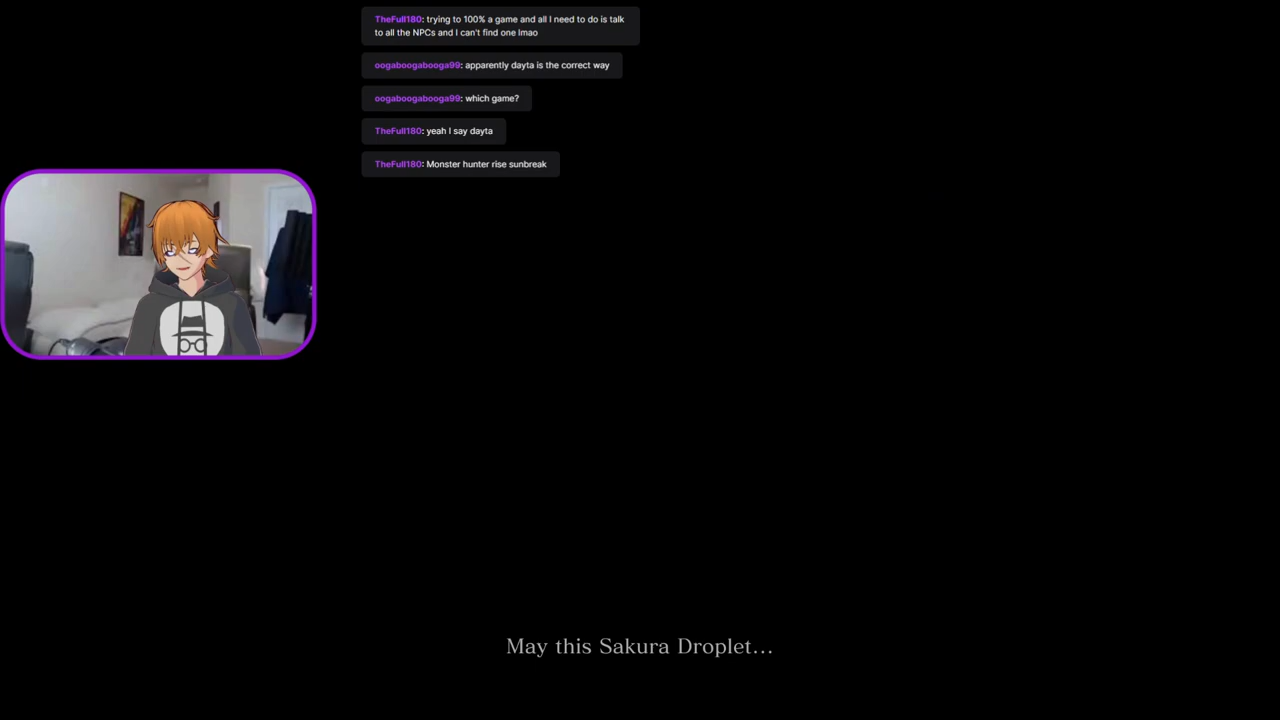 TheFull180: trying to 100% a game and all I need to do is talk
to all the NPCs and I can't find one lmao
oogaboogabooga99: apparently dayta is the correct way
oogaboogabooga99: which game?
TheFull180: yeah I say dayta
TheFull180: Monster hunter rise sunbreak
May this Sakura Droplet...